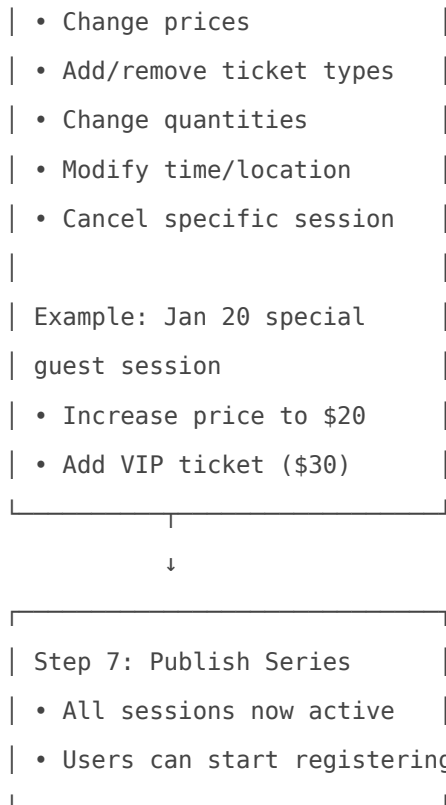 • Change prices
• Add/remove ticket types
• Change quantities
• Modify time/location
• Cancel specific session
Example: Jan 20 special
guest session
• Increase price to $20
• Add VIP ticket ($30)
↓
Step 7: Publish Series
• All sessions now active
• Users can start registering